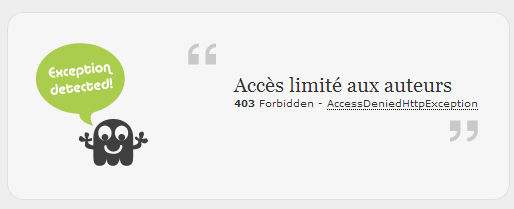 Exception
detected!
“
Accès limité aux auteurs
403 Forbidden - AccessDeniedHttpException
”